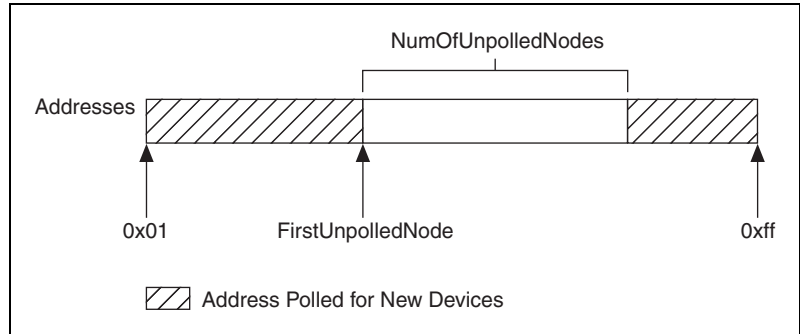 NumOfUnpolledNodes
Addresses
0x01
FirstUnpolledNode
0xff
Address Polled for New Devices